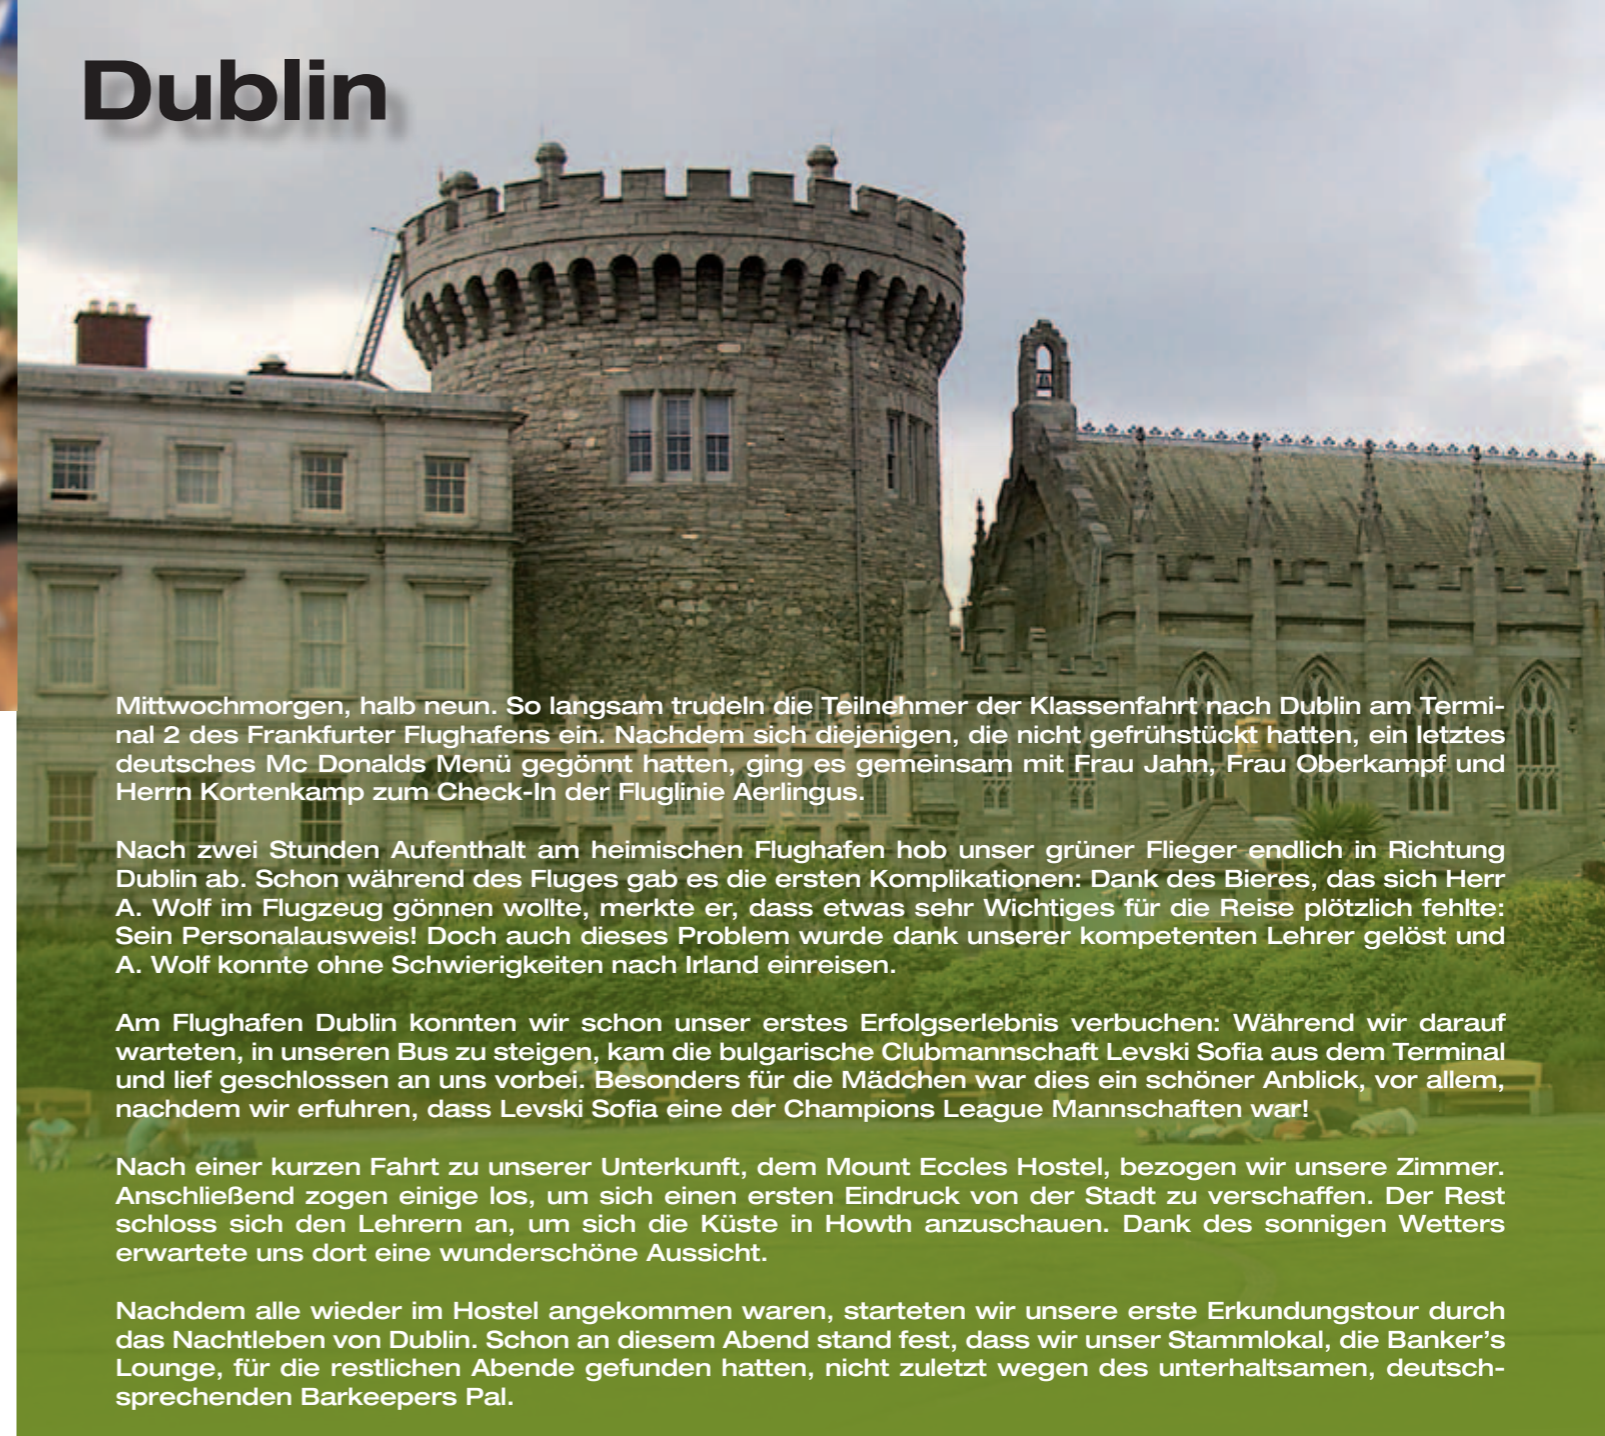 Dublin
Mittwochmorgen, halb neun. So langsam trudeln die Teilnehmer der Klassenfahrt nach Dublin am Termi-
nal 2 des Frankfurter Flughafens ein. Nachdem sich diejenigen, die nicht gefrühstückt hatten, ein letztes
deutsches Mc Donalds Menü gegönnt hatten, ging es gemeinsam mit Frau Jahn, Frau Oberkampf und
Herrn Kortenkamp zum Check-In der Fluglinie Aerlingus.
Nach zwei Stunden Aufenthalt am heimischen Flughafen hob unser grüner Flieger endlich in Richtung
Dublin ab. Schon während des Fluges gab es die ersten Komplikationen: Dank des Bieres, das sich Herr
A. Wolf im Flugzeug gönnen wollte, merkte er, dass etwas sehr Wichtiges für die Reise plötzlich fehlte:
Sein Personalausweis! Doch auch dieses Problem wurde dank unserer kompetenten Lehrer gelöst und
A. Wolf konnte ohne Schwierigkeiten nach Irland einreisen.
Am Flughafen Dublin konnten wir schon unser erstes Erfolgserlebnis verbuchen: Während wir darauf
warteten, in unseren Bus zu steigen, kam die bulgarische Clubmannschaft Levski Sofia aus dem Terminal
und lief geschlossen an uns vorbei. Besonders für die Mädchen war dies ein schöner Anblick, vor allem,
nachdem wir erfuhren, dass Levski Sofia eine der Champions League Mannschaften war!
Nach einer kurzen Fahrt zu unserer Unterkunft, dem Mount Eccles Hostel, bezogen wir unsere Zimmer.
Anschließend zogen einige los, um sich einen ersten Eindruck von der Stadt zu verschaffen. Der Rest
schloss sich den Lehrern an, um sich die Küste in Howth anzuschauen. Dank des sonnigen Wetters
erwartete uns dort eine wunderschöne Aussicht.
Nachdem alle wieder im Hostel angekommen waren, starteten wir unsere erste Erkundungstour durch
das Nachtleben von Dublin. Schon an diesem Abend stand fest, dass wir unser Stammlokal, die Banker's
Lounge, für die restlichen Abende gefunden hatten, nicht zuletzt wegen des unterhaltsamen, deutsch-
sprechenden Barkeepers Pal.